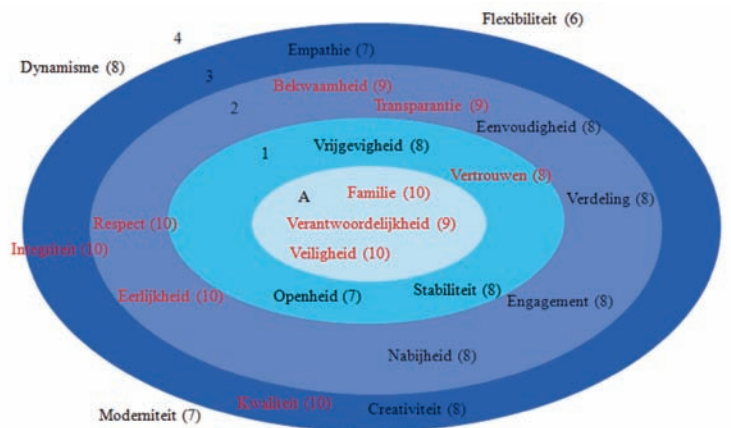 Flexibiliteit (6)
4
Empathie (7)
Dynamisme (8)
3
Bekwaamheid (9)
2
Transparantie (9)
Eenvoudigheid (8)
1
Vrijgevigheid (8)
Vertrouwen (8)
A
Familie (10)
Verdeling (8)
Respect (10)
Verantwoordelijkheid (9)
Integriteit (10)
Veiligheid (10)
Eerlijkheid (10)
Openheid (7)
Stabiliteit (8)
Engagement (8)
Nabijheid (8)
Kwaliteit (10)
Creativiteit (8)
Moderniteit (7)